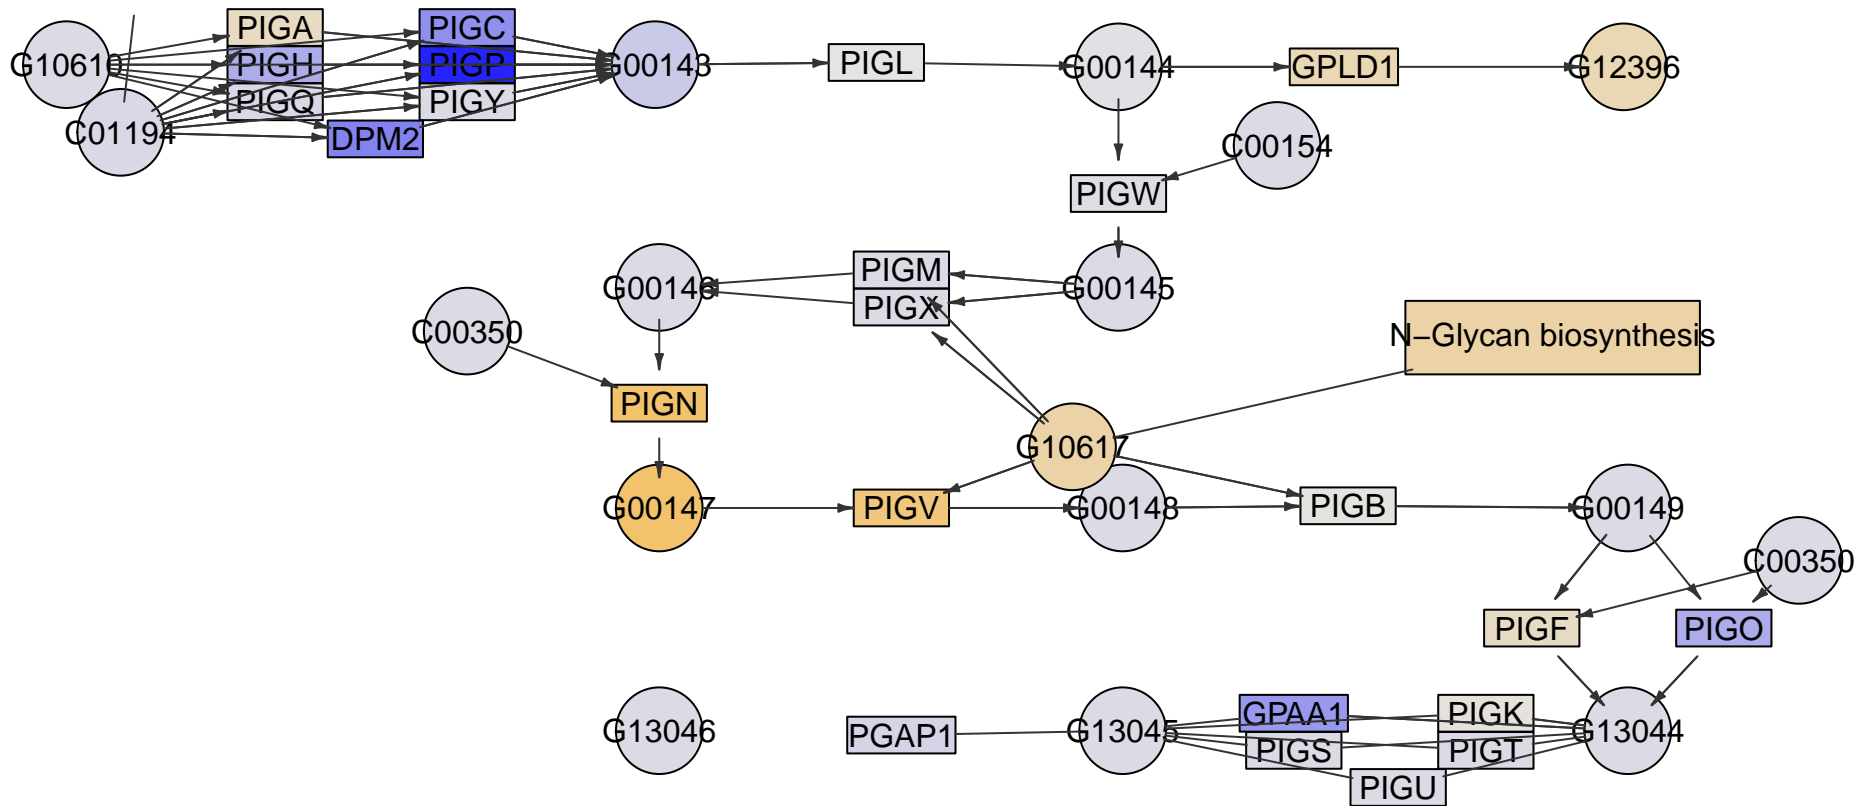 PIGA
PIGC
G10610
PIGH
PIGP
G00143
PIGL
G00144
GPLD1
G12396
PIGQ
PIGY
C01194
DPM2
C00154
PIGW
PIGM
G00146
G00145
PIGX
C00350
N−Glycan biosynthesis
PIGN
G10617
G00147
PIGV
G00148
PIGB
G00149
C00350
PIGF
PIGO
GPAA1
PIGK
G13046
PGAP1
G13045
G13044
PIGS
PIGT
PIGU